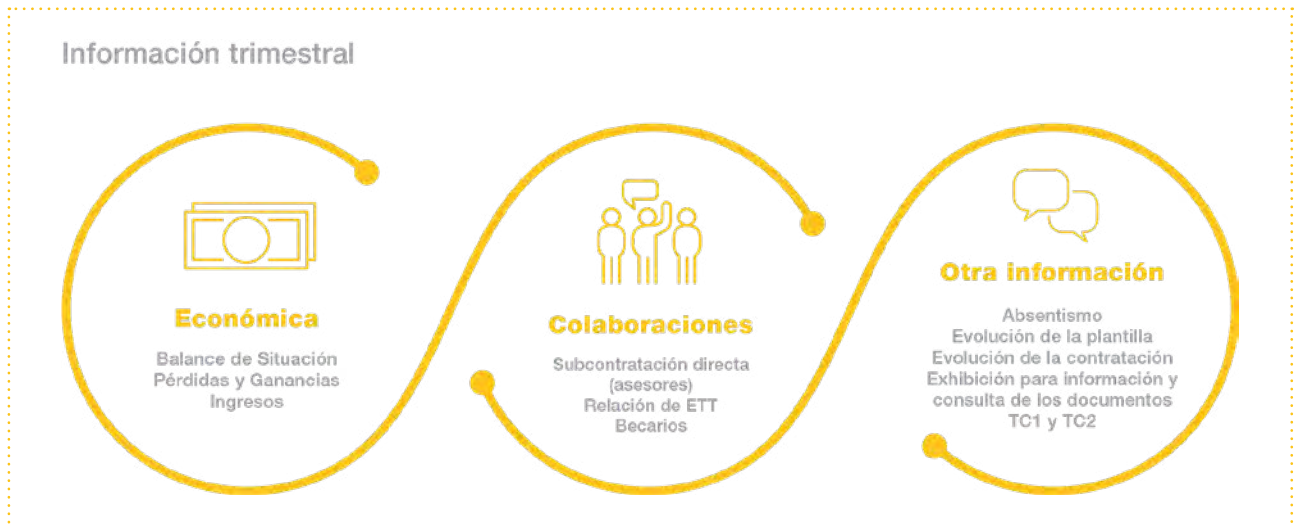 Información trimestral
Económica
Balance de Situación
Pérdidas y Ganancias
Ingresos
Colaboraciones
Subcontratación directa
(asesores)
Relación de ETT
Becarios
Otra información
Absentismo
Evolución de la plantilla
Evolución de la contratación
Exhibición para información y
consulta de los documentos
TC1 y TC2